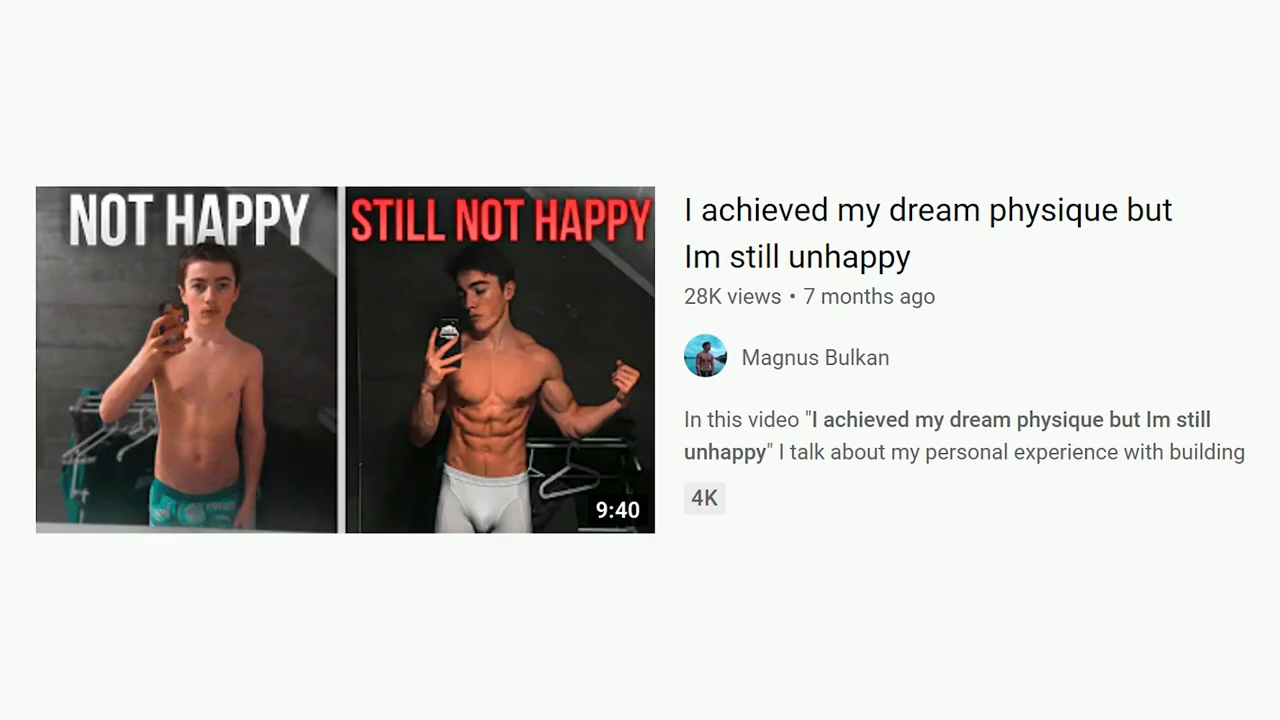 NOT HAPPY
STILL NOT HAPPY
9:40
I achieved my dream physique but
Im still unhappy
28K views • 7 months ago
Magnus Bulkan
In this video "I achieved my dream physique but Im still
unhappy" I talk about my personal experience with building
4K